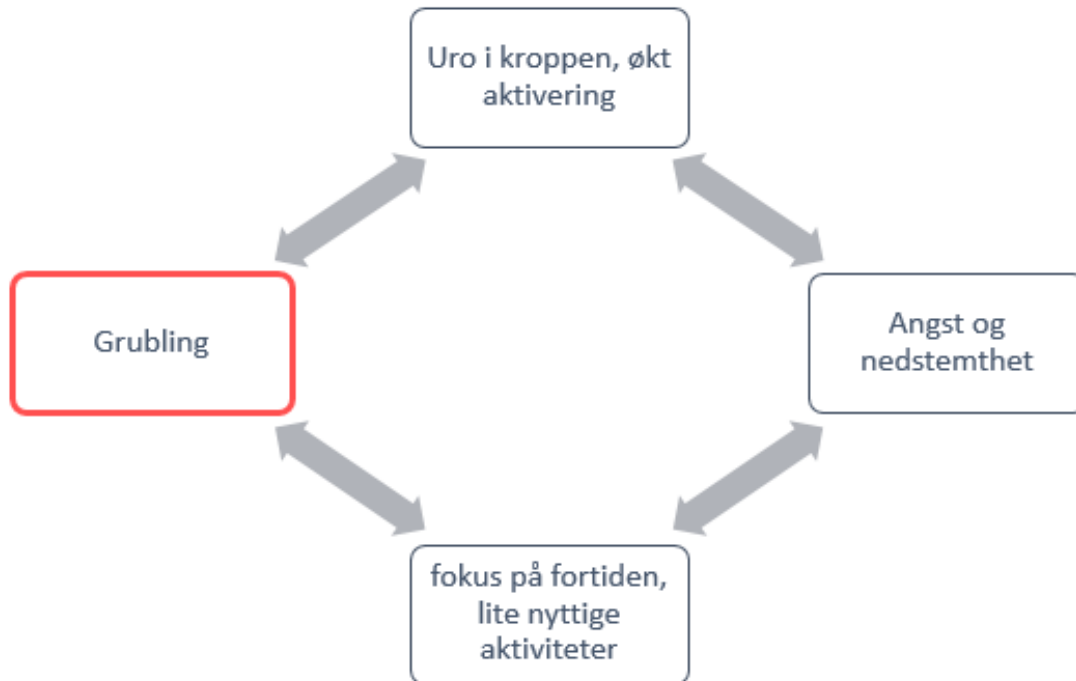 Uro i kroppen, økt
aktivering
Grubling
Angst og
nedstemthet
fokus på fortiden,
lite nyttige
aktiviteter